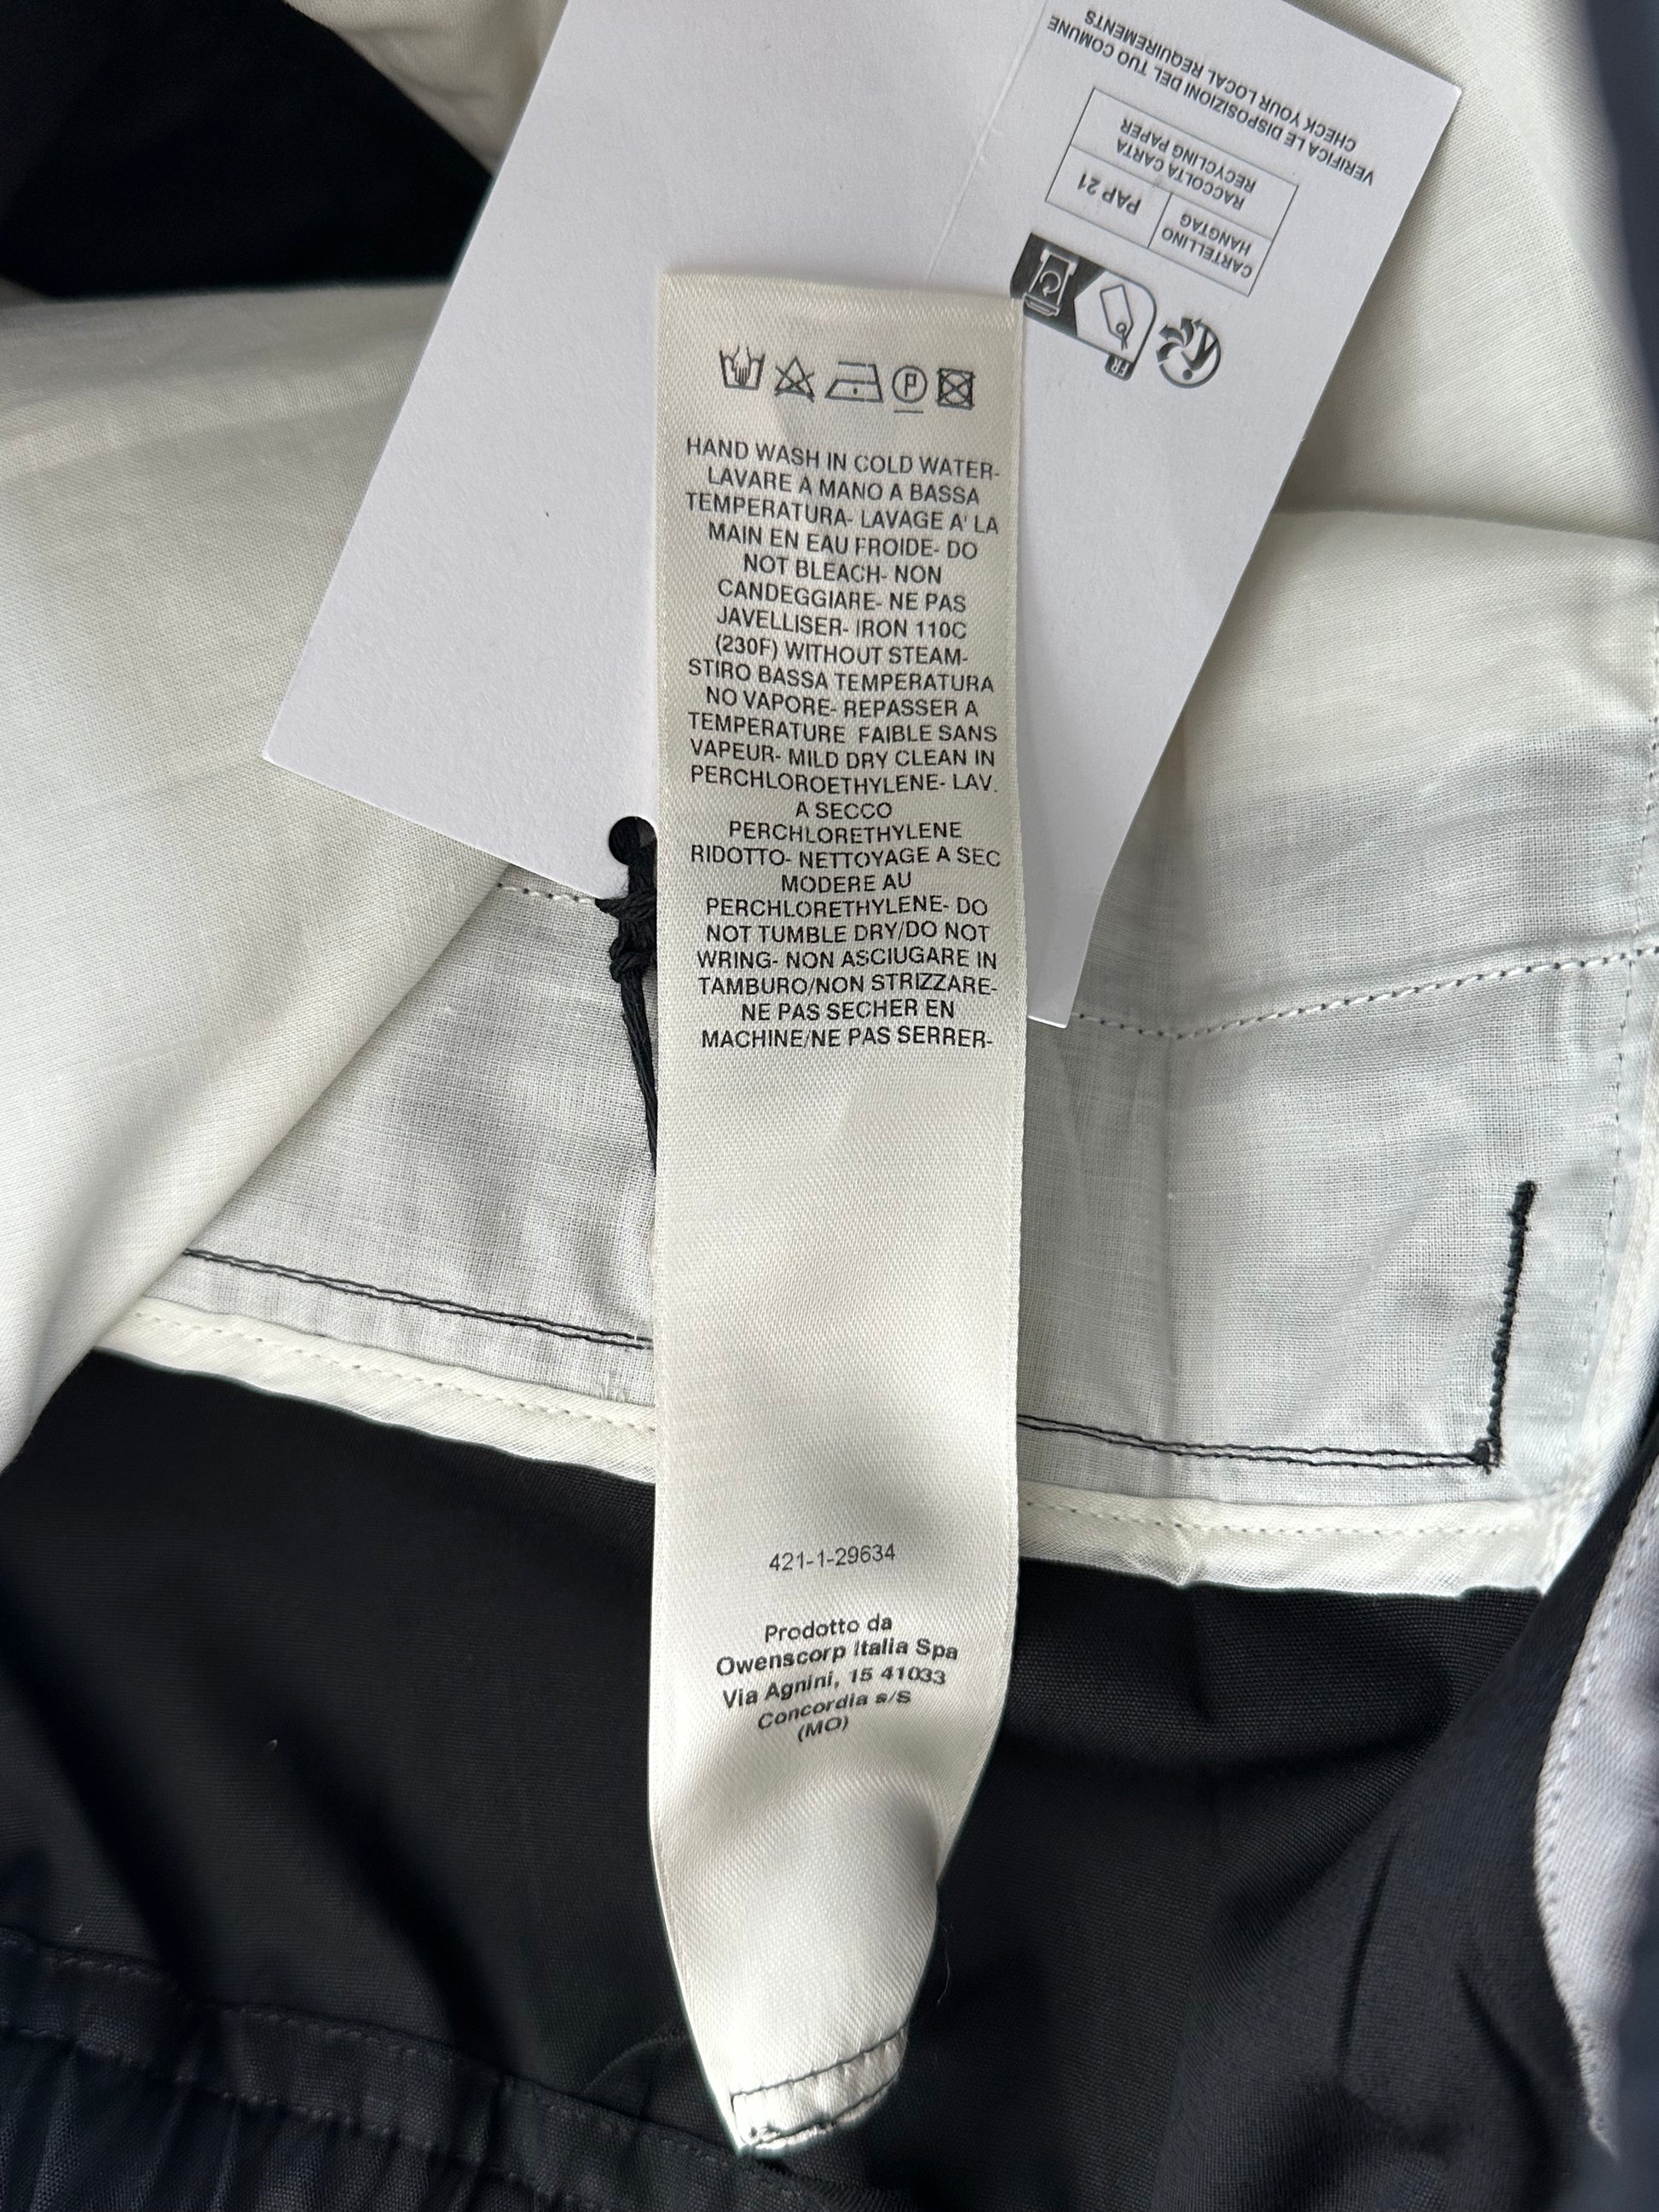 VERIFICA LE DISPOSIZIONI DEL TUO COMUNE
CHECK YOUR LOCAL REQUIREMENTS
CARTELLINO
HANGTAG
PAP 21
RACCOLTA CARTA
RECYCLING PAPER
FR
P
HAND WASH IN COLD WATER-
LAVARE A MANO A BASSA
TEMPERATURA- LAVAGE A' LA
MAIN EN EAU FROIDE- DO
NOT BLEACH- NON
CANDEGGIARE- NE PAS
JAVELLISER- IRON 110C
(230F) WITHOUT STEAM-
STIRO BASSA TEMPERATURA
NO VAPORE- REPASSER A
TEMPERATURE FAIBLE SANS
VAPEUR- MILD DRY CLEAN IN
PERCHLOROETHYLENE- LAV.
A SECCO
PERCHLORETHYLENE
RIDOTTO- NETTOYAGE A SEC
MODERE AU
PERCHLORETHYLENE- DO
NOT TUMBLE DRY/DO NOT
WRING- NON ASCIUGARE IN
TAMBURO/NON STRIZZARE-
NE PAS SECHER EN
MACHINE/NE PAS SERRER-
421-1-29634
Prodotto da
Owenscorp Italia Spa
Via Agnini, 15 41033
Concordia s/S
(MO)